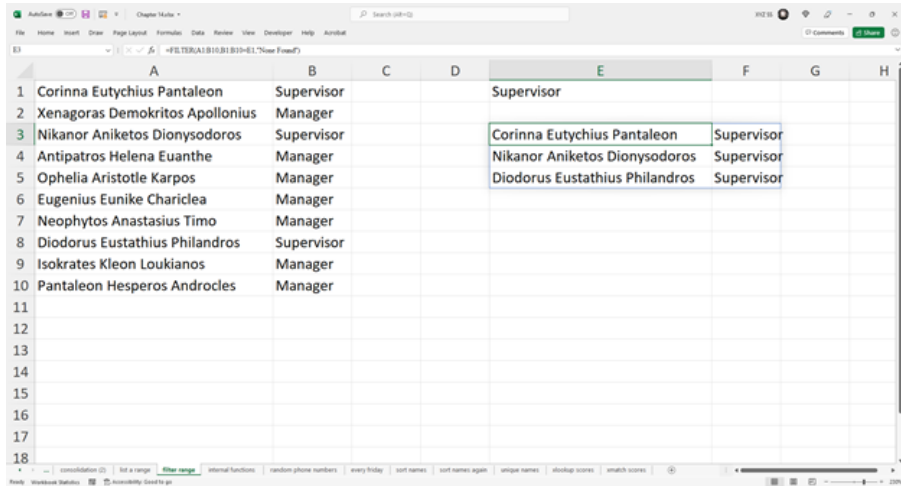 AutoSave Off Chapter 14.xlsx Search (Alt+Q)
File Home Insert Draw Page Layout Formulas Data Review View Developer Help Acrobat Comments Share
E3 fx =FILTER(A1:B10,B1:B10=E1,"None Found")
A B C D E F G H
1 Corinna Eutychius Pantaleon Supervisor Supervisor
2 Xenagoras Demokritos Apollonius Manager
3 Nikanor Aniketos Dionysodoros Supervisor Corinna Eutychius Pantaleon Supervisor
4 Antipatros Helena Euanthe Manager Nikanor Aniketos Dionysodoros Supervisor
5 Ophelia Aristotle Karpos Manager Diodorus Eustathius Philandros Supervisor
6 Eugenius Eunike Chariclea Manager
7 Neophytos Anastasius Timo Manager
8 Diodorus Eustathius Philandros Supervisor
9 Isokrates Kleon Loukianos Manager
10 Pantaleon Hesperos Androcles Manager
11
12
13
14
15
16
17
18
... consolidation (2) list a range filter range internal functions random phone numbers every friday sort names sort names again unique names xlookup scores xmatch scores
Ready Workbook Statistics Accessibility: Good to go 230%